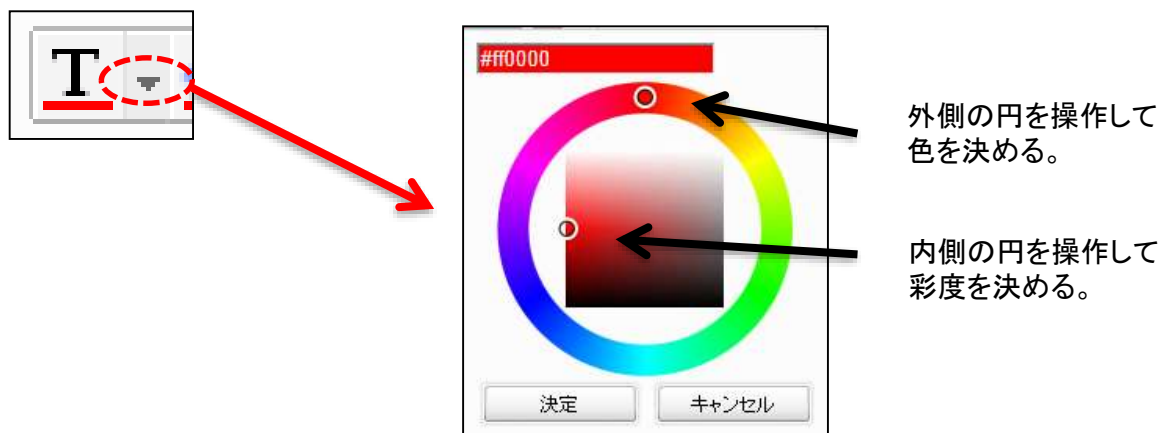 T
#ff0000
外側の円を操作して
色を決める。
内側の円を操作して
彩度を決める。
決定
キャンセル